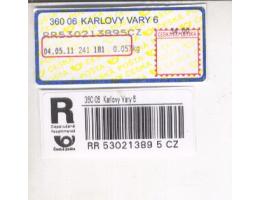 360 06 KARLOVY VARY 6
RR530213895CZ
04.05.11 241 181 0.057kg
R
360 06 Karlovy Vary 6
Doporučeně
Recommandé
Česká pošta
RR 53021389 5 CZ